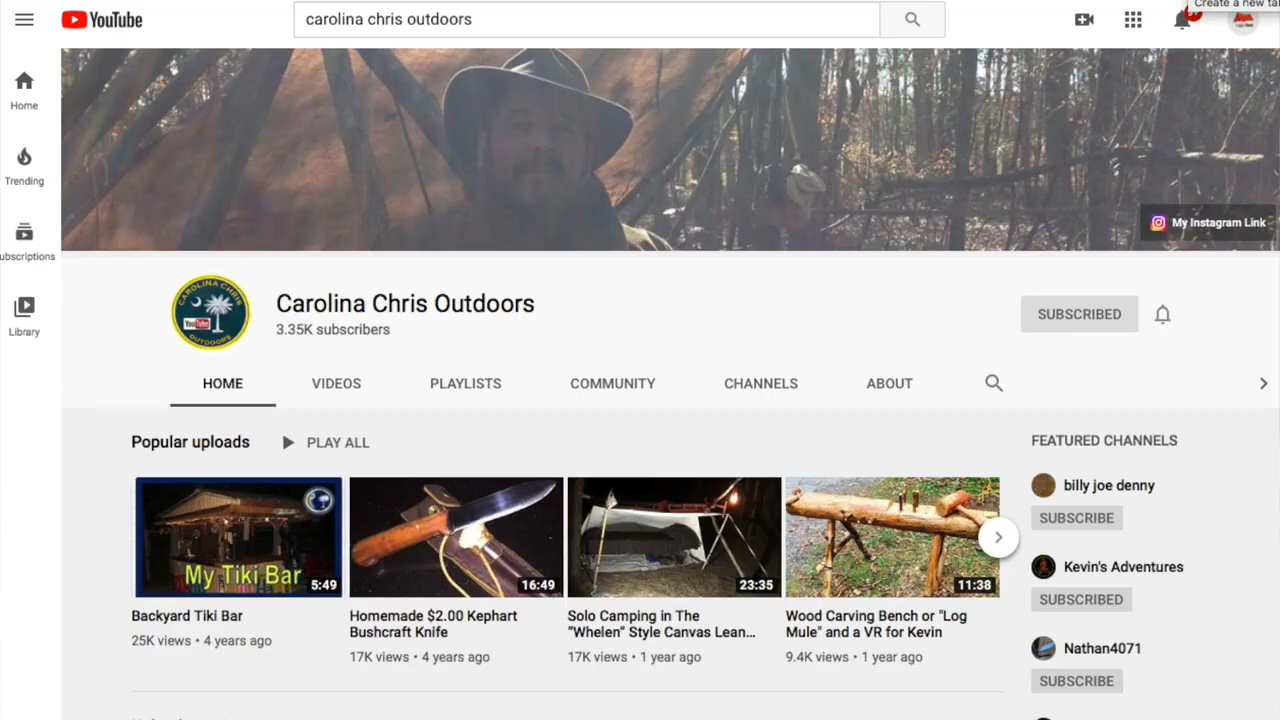 Create a new ta
YouTube
carolina chris outdoors
Home
Trending
ubscriptions
Library
My Instagram Link
CAROLINA CHRIS
YouTube
OUTDOORS
Carolina Chris Outdoors
3.35K subscribers
SUBSCRIBED
HOME VIDEOS PLAYLISTS COMMUNITY CHANNELS ABOUT
Popular uploads PLAY ALL
FEATURED CHANNELS
My Tiki Bar
5:49
16:49
23:35
11:38
Backyard Tiki Bar
25K views • 4 years ago
Homemade $2.00 Kephart
Bushcraft Knife
17K views • 4 years ago
Solo Camping in The
"Whelen" Style Canvas Lean...
17K views • 1 year ago
Wood Carving Bench or "Log
Mule" and a VR for Kevin
9.4K views • 1 year ago
billy joe denny
SUBSCRIBE
Kevin's Adventures
SUBSCRIBED
Nathan4071
SUBSCRIBE